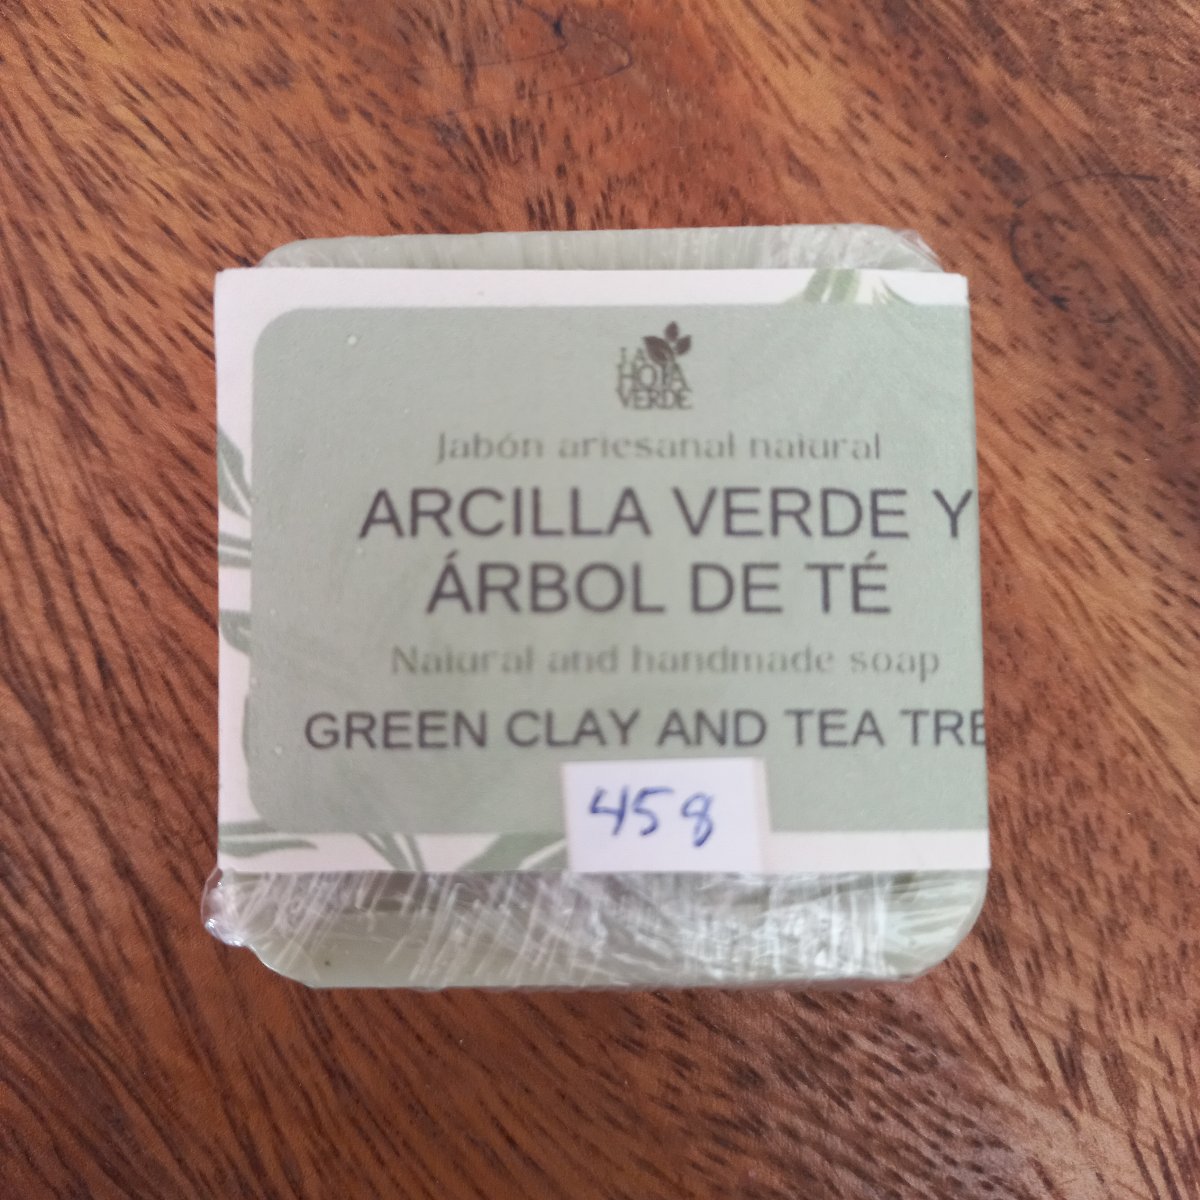 LA
HOJA
VERDE
Jabón artesanal natural
ARCILLA VERDE Y
ÁRBOL DE TÉ
Natural and handmade soap
GREEN CLAY AND TEA TRE
45g